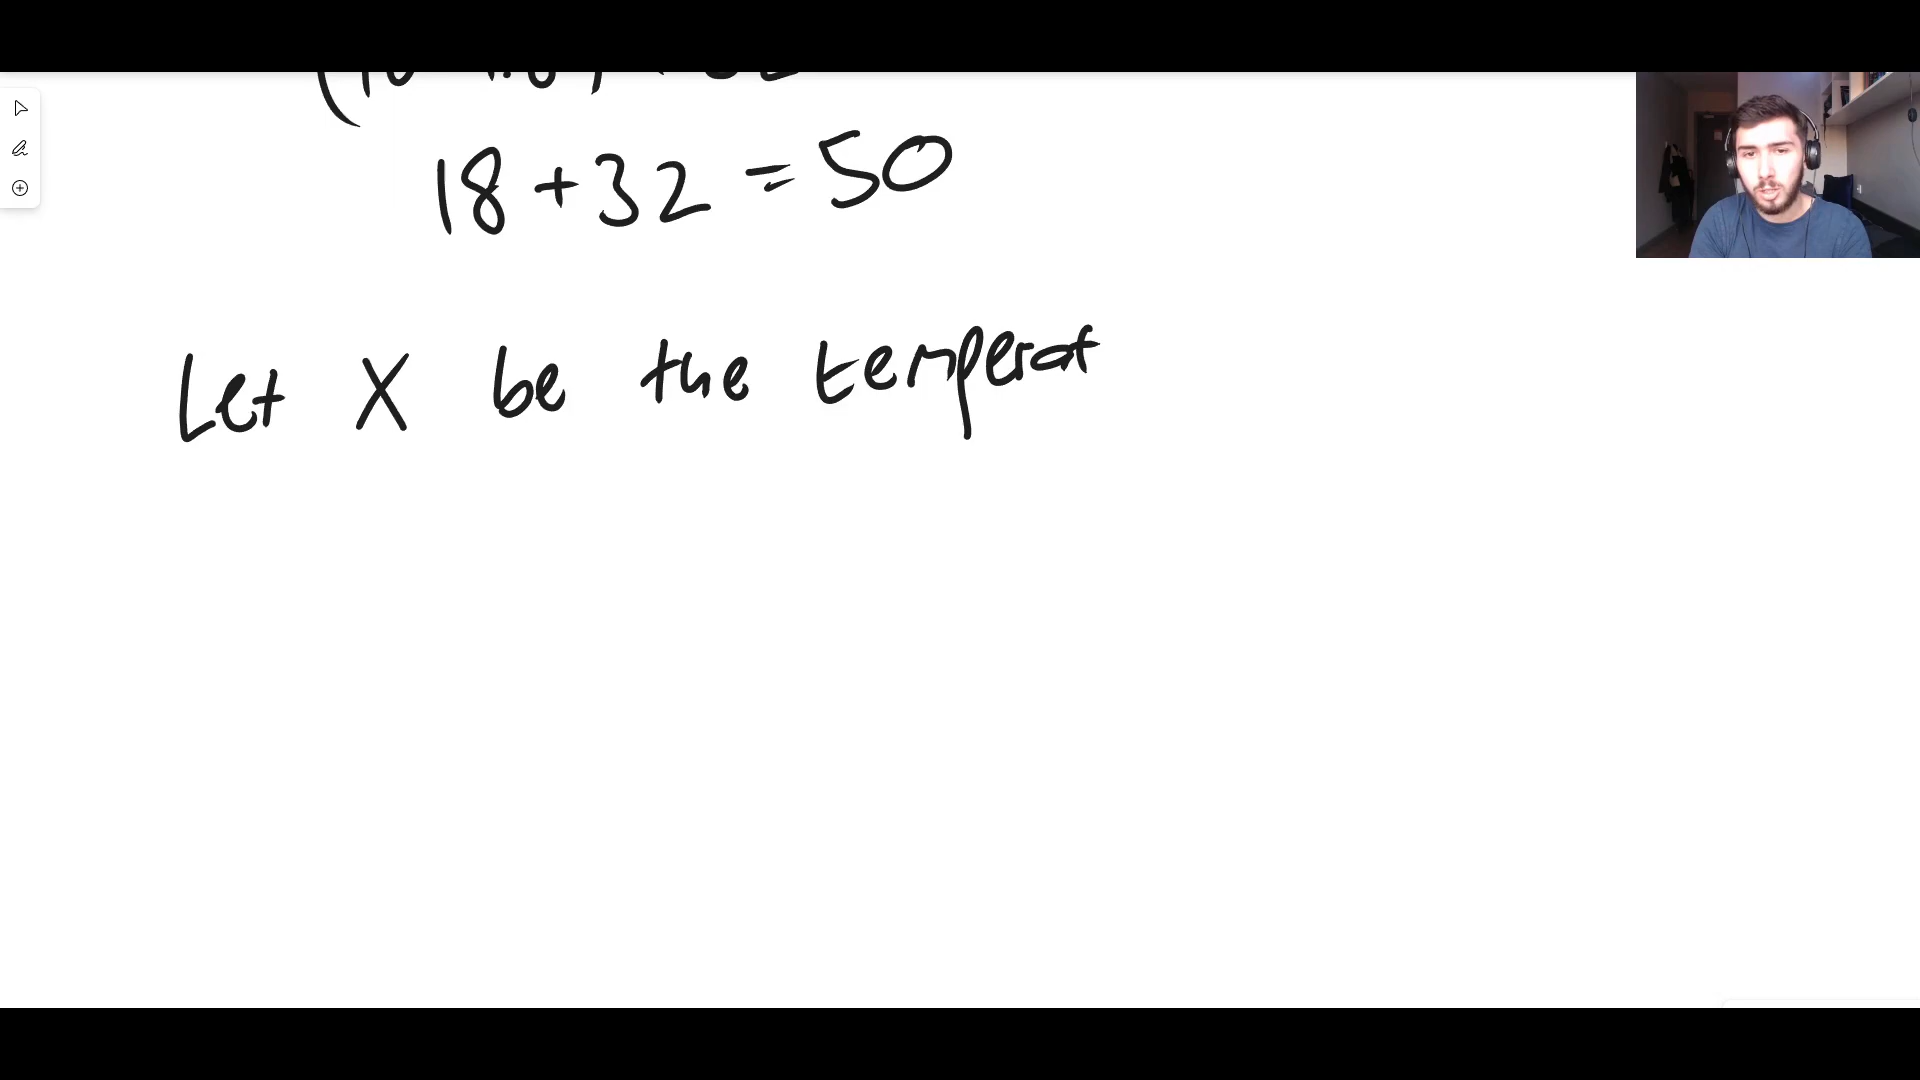 18 + 32 = 50
Let X be the temperat